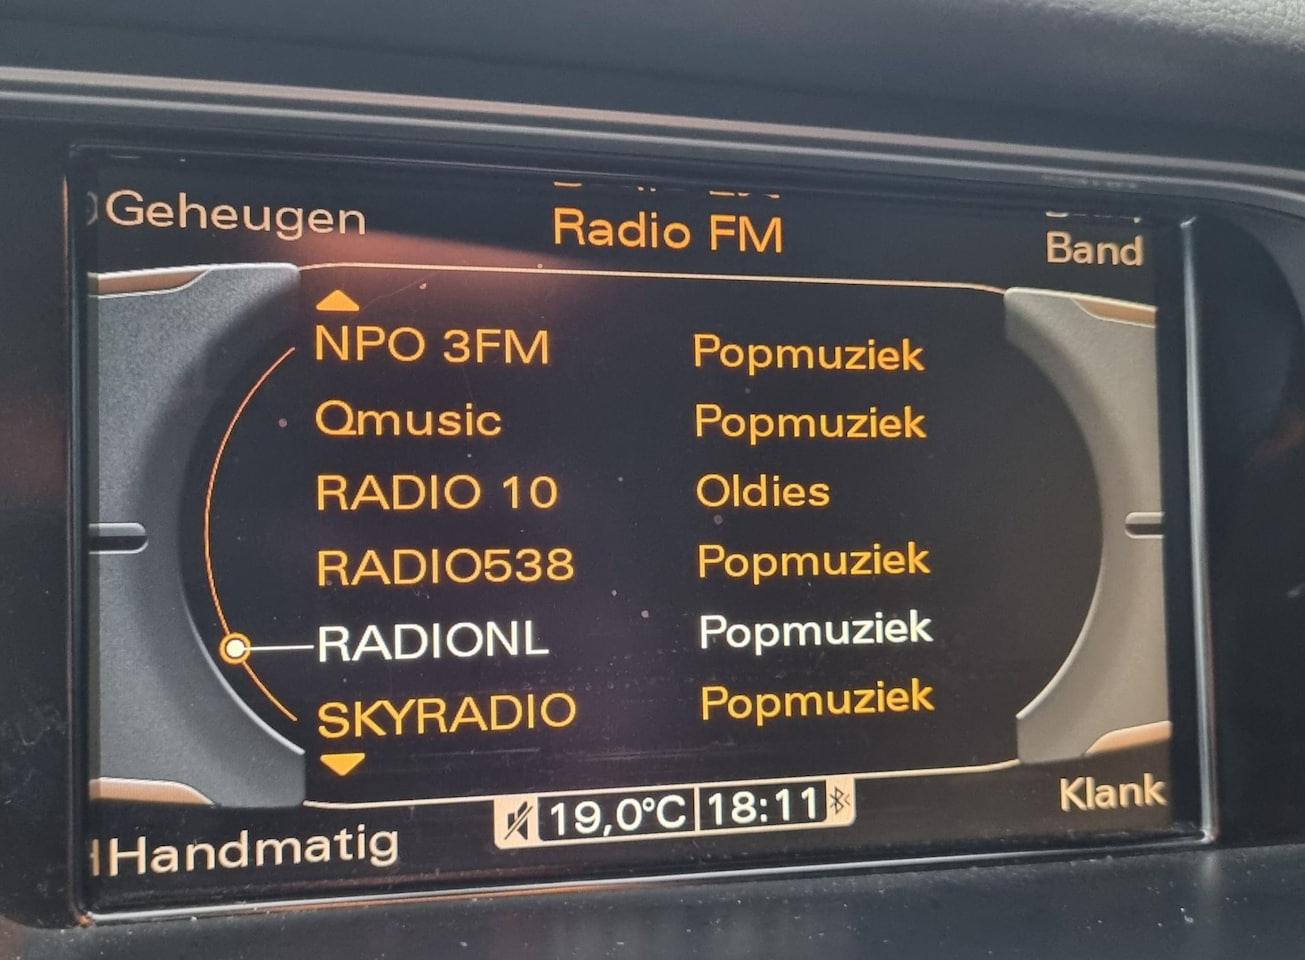 Geheugen
Radio FM
Band
NPO 3FM Popmuziek
Qmusic Popmuziek
RADIO 10 Oldies
RADIO538 Popmuziek
RADIONL Popmuziek
SKYRADIO Popmuziek
19,0°C 18:11
Handmatig
Klank